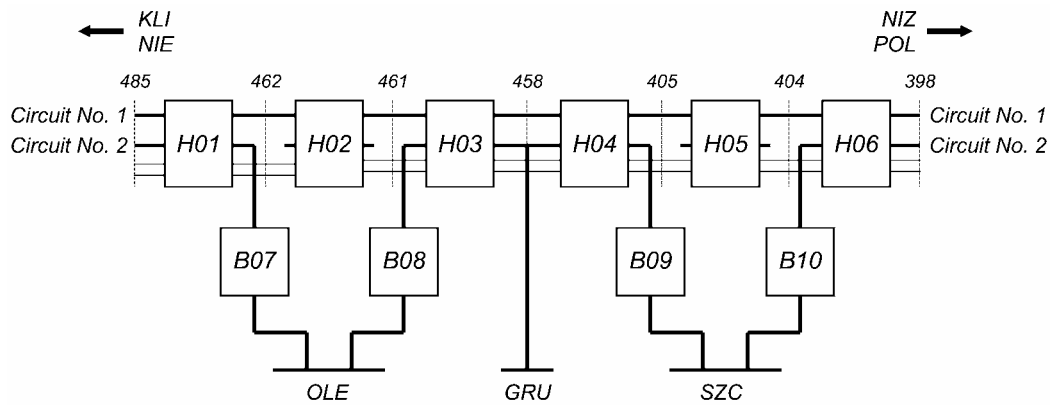 KLI
NIE
NIZ
POL
485
462
461
458
405
404
398
Circuit No. 1
Circuit No. 1
Circuit No. 2
Circuit No. 2
H01
H02
H03
H04
H05
H06
B07
B08
B09
B10
OLE
GRU
SZC